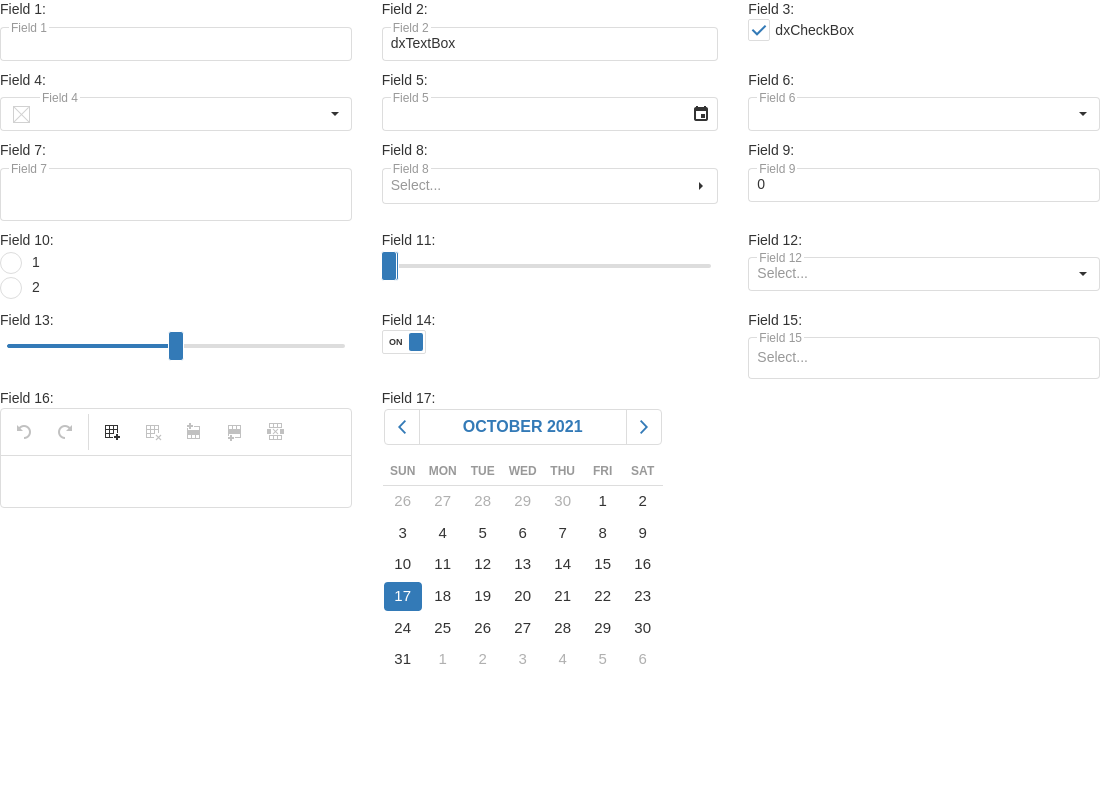 Field 1:
Field 1
Field 2:
Field 2
dxTextBox
Field 3:
dxCheckBox
Field 4:
Field 4
Field 5:
Field 5
Field 6:
Field 6
Field 7:
Field 7
Field 8:
Field 8
Select...
Field 9:
Field 9
0
Field 10:
1
2
Field 11:
Field 12:
Field 12
Select...
Field 13:
Field 14:
ON
Field 15:
Field 15
Select...
Field 16:
Field 17:
OCTOBER 2021
SUN MON TUE WED THU FRI SAT
26 27 28 29 30 1 2
3 4 5 6 7 8 9
10 11 12 13 14 15 16
17 18 19 20 21 22 23
24 25 26 27 28 29 30
31 1 2 3 4 5 6